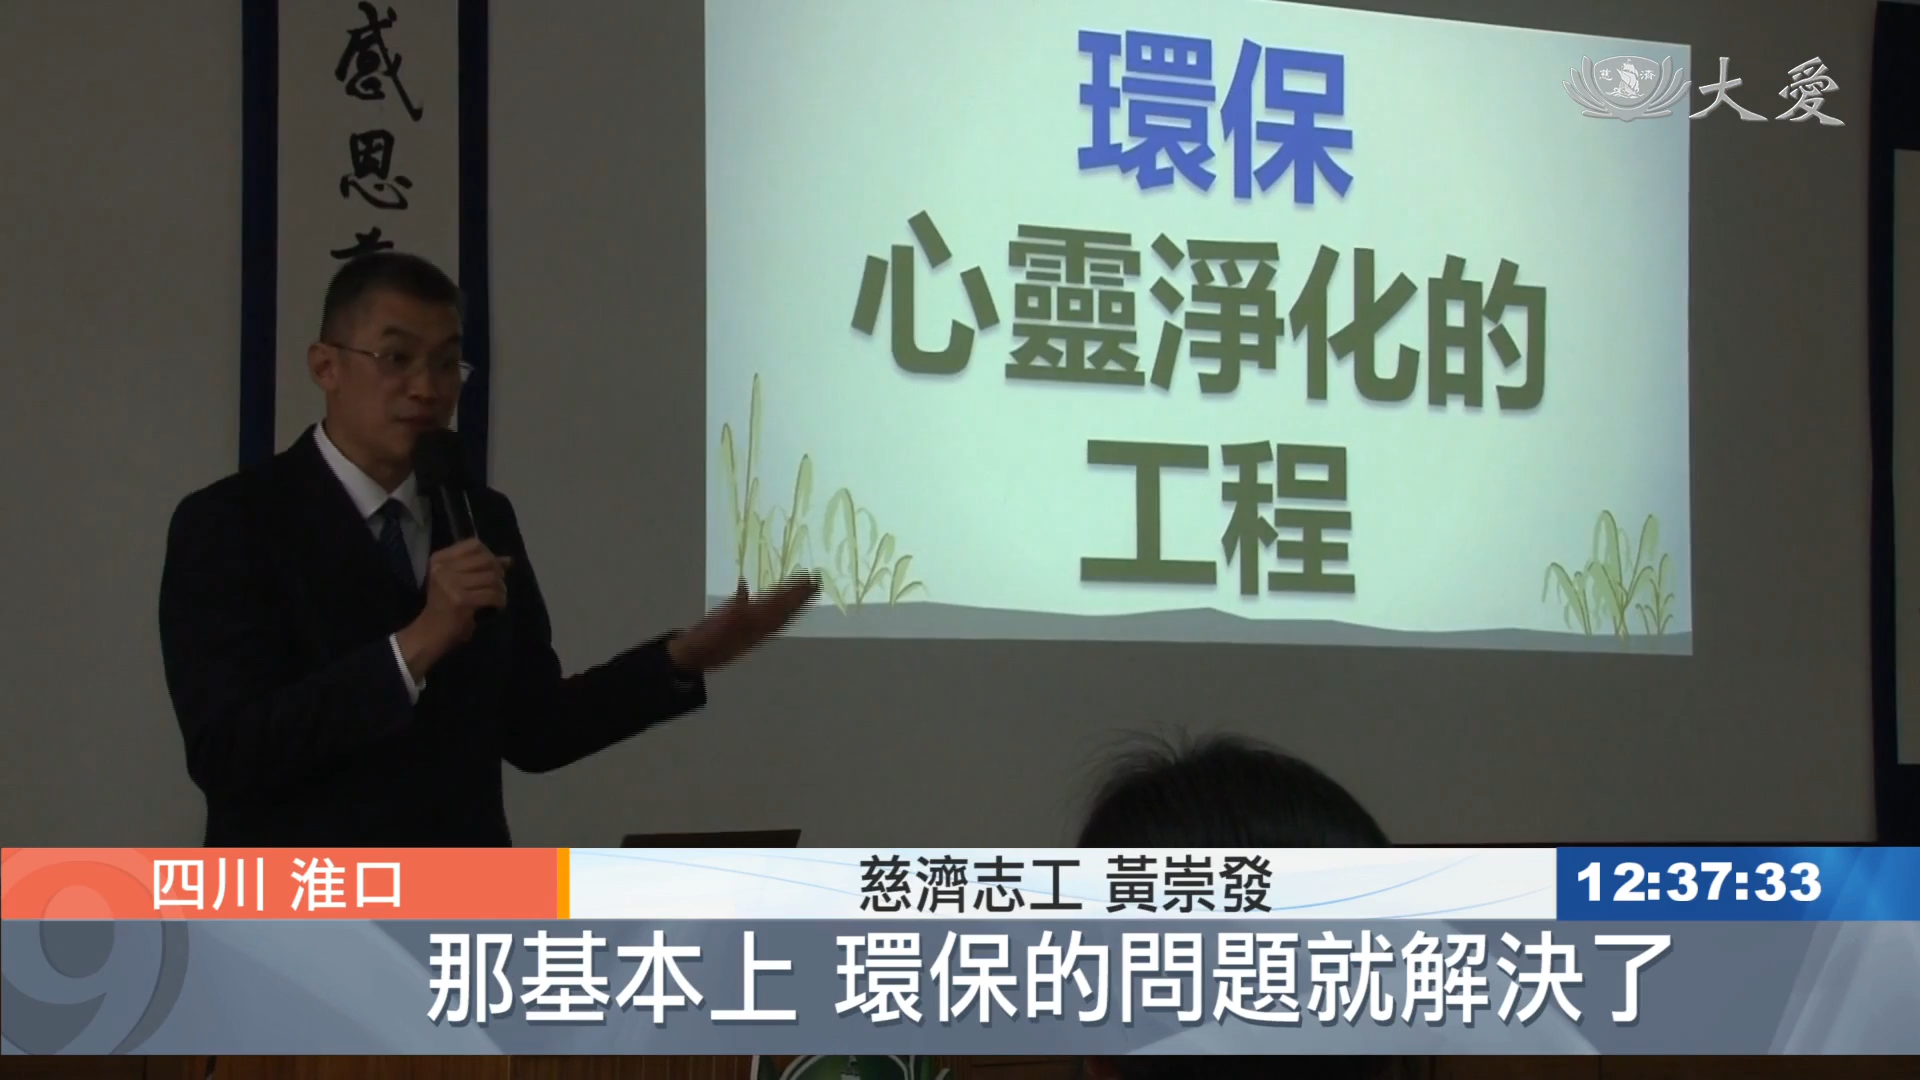 感恩
環保
心靈淨化的
工程
慈濟
大愛
四川 淮口
慈濟志工 黃崇發
12:37:33
那基本上 環保的問題就解決了